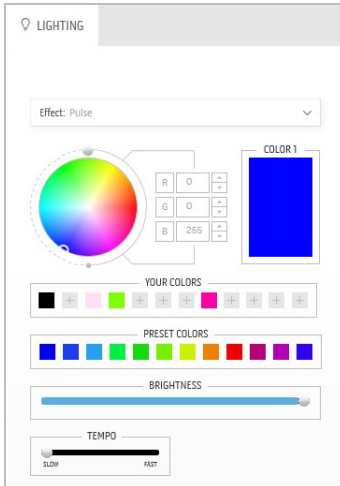 LIGHTING
Effect: Pulse
COLOR 1
R 0
G 0
B 255
YOUR COLORS
PRESET COLORS
BRIGHTNESS
TEMPO
SLOW FAST